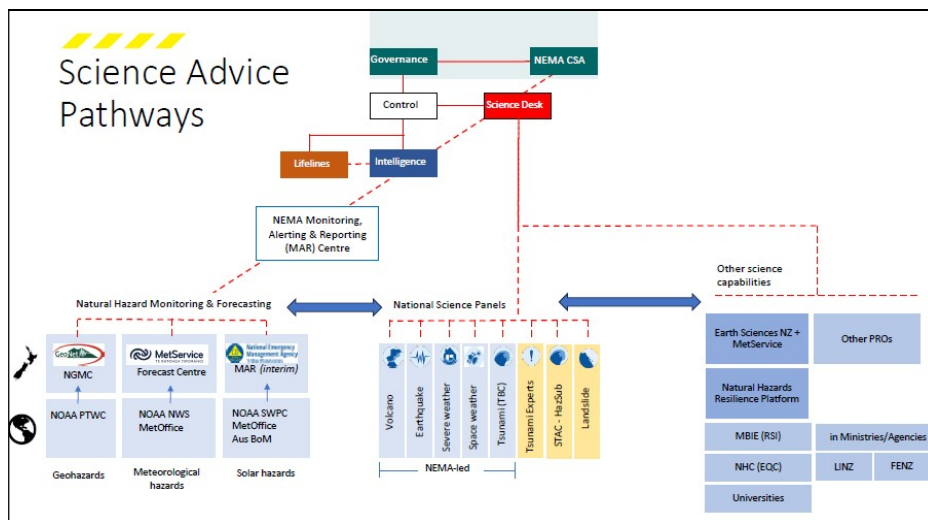 Science Advice
Pathways
Governance
NEMA CSA
Control
Science Desk
Lifelines
Intelligence
NEMA Monitoring,
Alerting & Reporting
(MAR) Centre
Other science
capabilities
Natural Hazard Monitoring & Forecasting
National Science Panels
GeoNet
NGMC
MetService
TE RATONGA TIRORANGI
Forecast Centre
National Emergency
Management Agency
MAR (interim)
NOAA PTWC
NOAA NWS
MetOffice
NOAA SWPC
MetOffice
Aus BoM
Geohazards
Meteorological
hazards
Solar hazards
Volcano
Earthquake
Severe weather
Space weather
Tsunami (TBC)
Tsunami Experts
STAC - HazSub
Landslide
NEMA-led
Earth Sciences NZ +
MetService
Other PROs
Natural Hazards
Resilience Platform
MBIE (RSI)
in Ministries/Agencies
NHC (EQC)
LINZ
FENZ
Universities